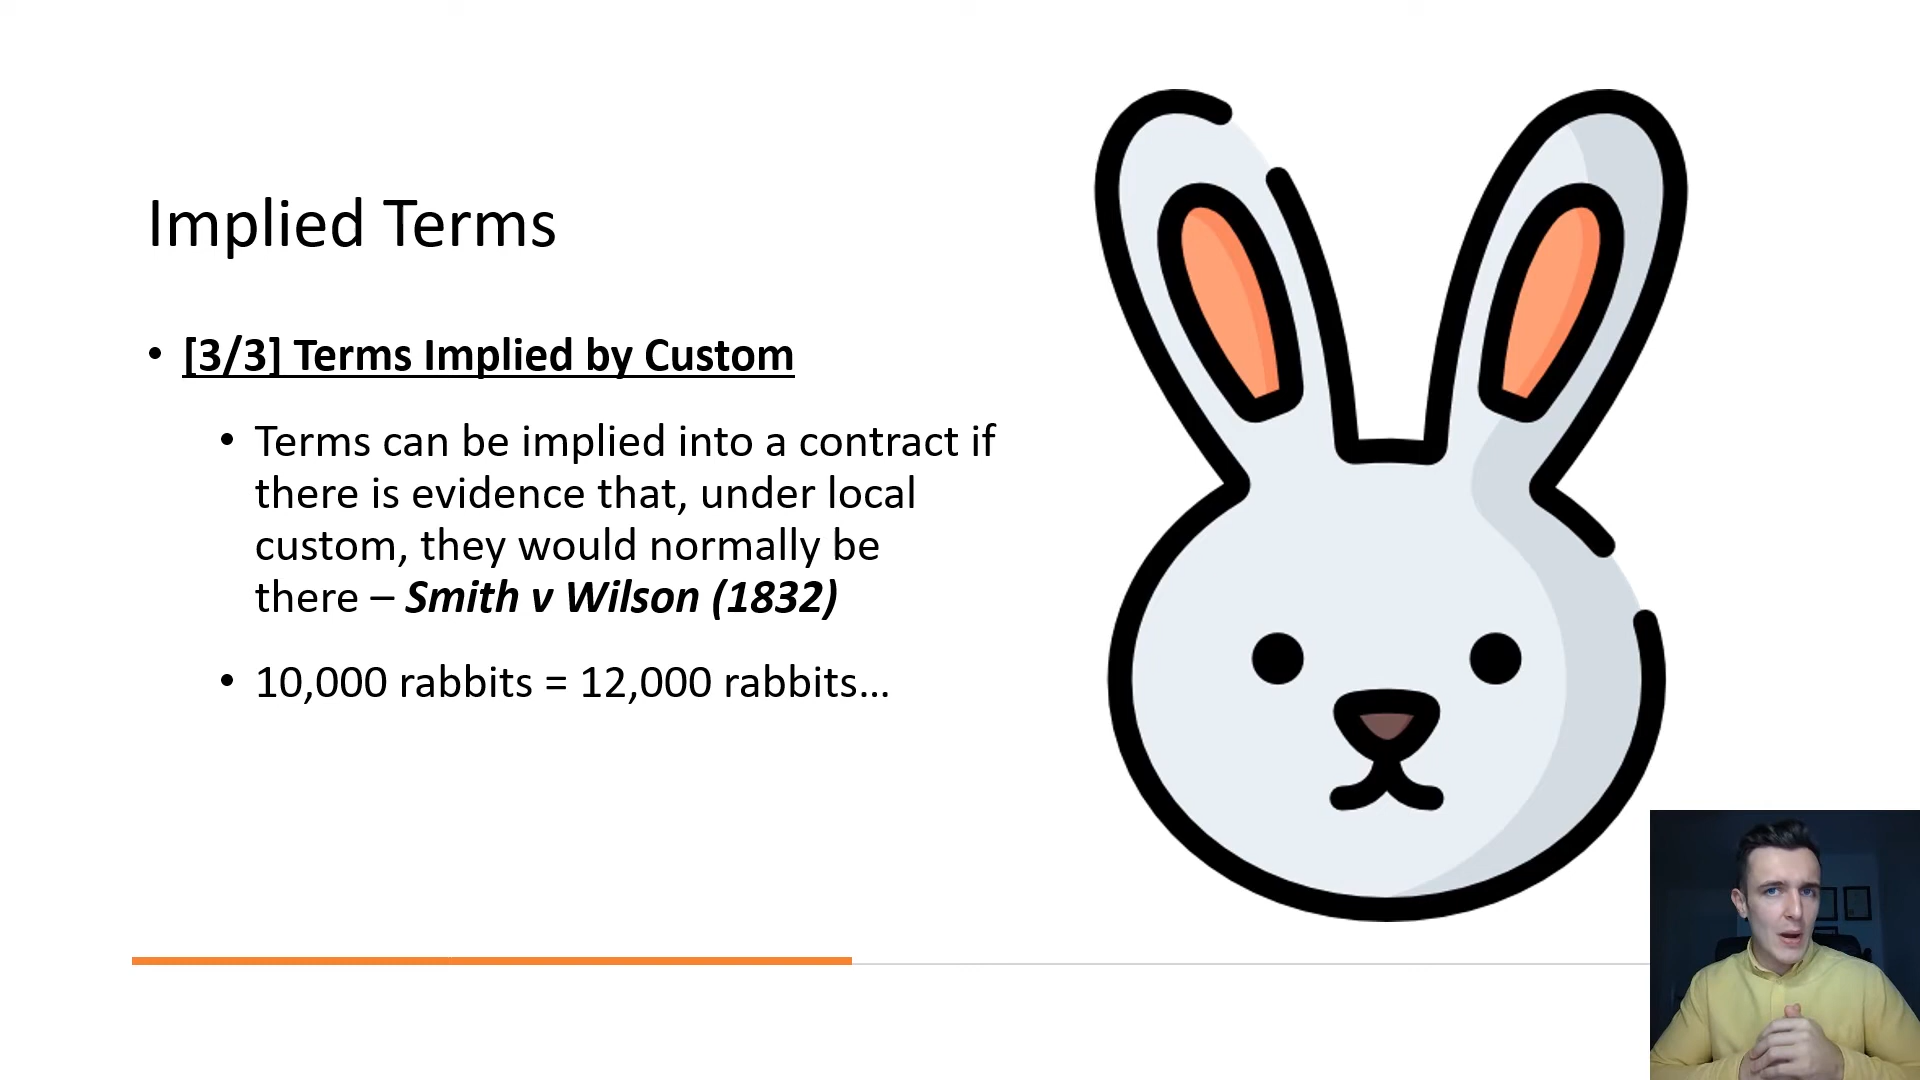 Implied Terms
• [3/3] Terms Implied by Custom
• Terms can be implied into a contract if
there is evidence that, under local
custom, they would normally be
there – Smith v Wilson (1832)
• 10,000 rabbits = 12,000 rabbits…